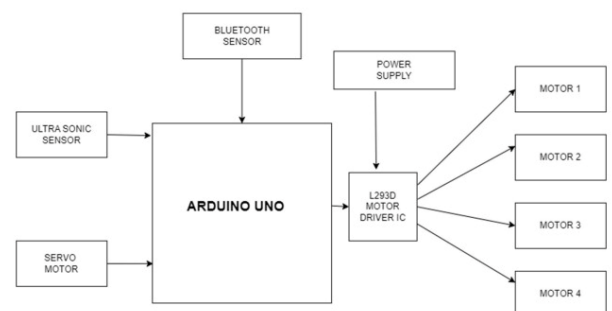 BLUETOOTH
SENSOR
POWER
SUPPLY
MOTOR 1
ULTRA SONIC
SENSOR
MOTOR 2
ARDUINO UNO
L293D
MOTOR
DRIVER IC
MOTOR 3
SERVO
MOTOR
MOTOR 4